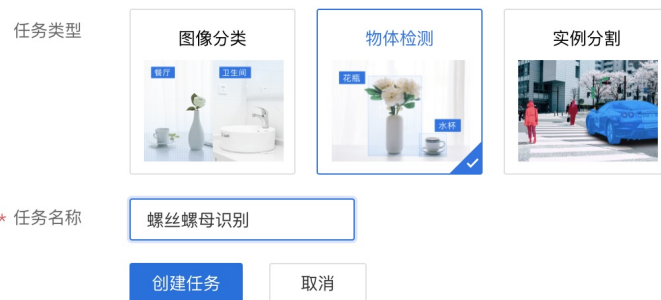 任务类型
图像分类
物体检测
实例分割
餐厅
卫生间
花瓶
水杯
* 任务名称
螺丝螺母识别
创建任务
取消